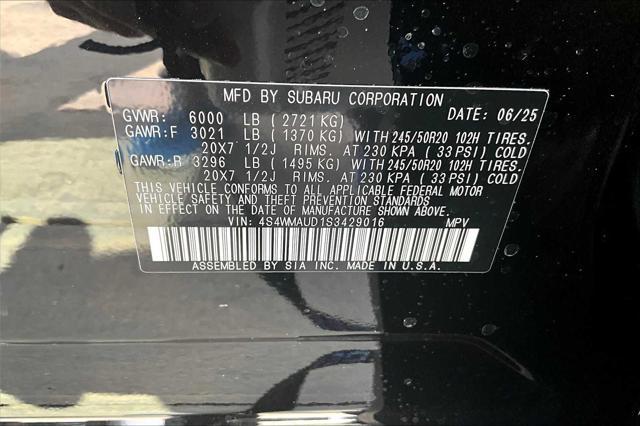 MFD BY SUBARU CORPORATION DATE: 06/25
GVWR: 6000 LB (2721 KG)
GAWR:F 3021 LB (1370 KG) WITH 245/50R20 102H TIRES.
20X7 1/2J RIMS. AT 230 KPA (33 PSI) COLD
GAWR:R 3296 LB (1495 KG) WITH 245/50R20 102H TIRES.
20X7 1/2J RIMS. AT 230 KPA (33 PSI) COLD
THIS VEHICLE CONFORMS TO ALL APPLICABLE FEDERAL MOTOR
VEHICLE SAFETY AND THEFT PREVENTION STANDARDS
IN EFFECT ON THE DATE OF MANUFACTURE SHOWN ABOVE.
VIN: 4S4WMAUD1S3429016 MPV
ASSEMBLED BY SIA INC. MADE IN U.S.A.